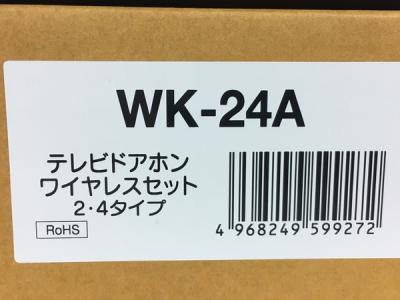 WK-24A
テレビドアホン
ワイヤレスセット
2・4タイプ
RoHS
4 968249 599272